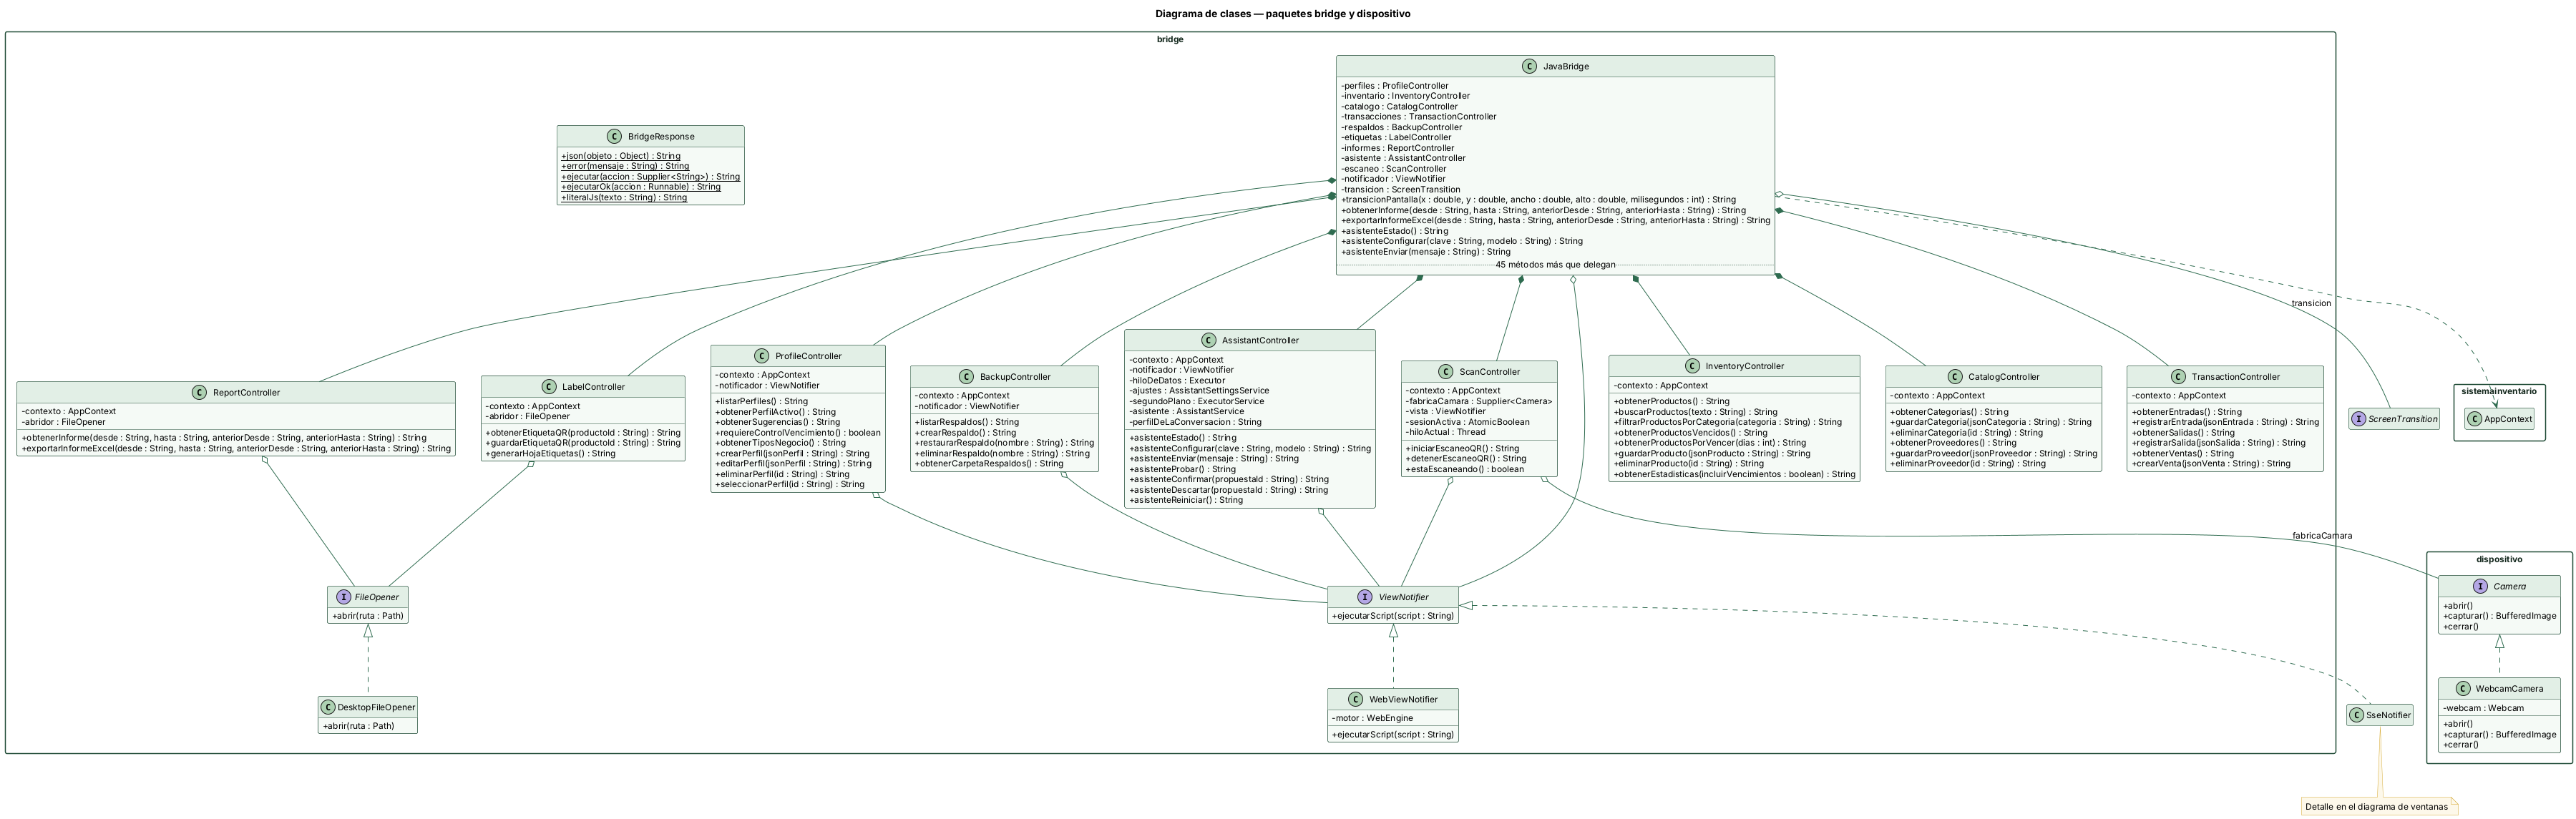 Diagrama de clases — paquetes bridge y dispositivo
bridge
JavaBridge
-perfiles : ProfileController
-inventario : InventoryController
-catalogo : CatalogController
-transacciones : TransactionController
-respaldos : BackupController
-etiquetas : LabelController
-informes : ReportController
-asistente : AssistantController
-escaneo : ScanController
-notificador : ViewNotifier
-transicion : ScreenTransition
+transicionPantalla(x : double, y : double, ancho : double, alto : double, milisegundos : int) : String
+obtenerInforme(desde : String, hasta : String, anteriorDesde : String, anteriorHasta : String) : String
+exportarInformeExcel(desde : String, hasta : String, anteriorDesde : String, anteriorHasta : String) : String
+asistenteEstado() : String
+asistenteConfigurar(clave : String, modelo : String) : String
+asistenteEnviar(mensaje : String) : String
45 métodos más que delegan
BridgeResponse
+json(objeto : Object) : String
+error(mensaje : String) : String
+ejecutar(accion : Supplier<String>) : String
+ejecutarOk(accion : Runnable) : String
+literalJs(texto : String) : String
transicion
ReportController
-contexto : AppContext
-abridor : FileOpener
+obtenerInforme(desde : String, hasta : String, anteriorDesde : String, anteriorHasta : String) : String
+exportarInformeExcel(desde : String, hasta : String, anteriorDesde : String, anteriorHasta : String) : String
LabelController
-contexto : AppContext
-abridor : FileOpener
+obtenerEtiquetaQR(productoId : String) : String
+guardarEtiquetaQR(productoId : String) : String
+generarHojaEtiquetas() : String
ProfileController
-contexto : AppContext
-notificador : ViewNotifier
+listarPerfiles() : String
+obtenerPerfilActivo() : String
+obtenerSugerencias() : String
+requiereControlVencimiento() : boolean
+obtenerTiposNegocio() : String
+crearPerfil(jsonPerfil : String) : String
+editarPerfil(jsonPerfil : String) : String
+eliminarPerfil(id : String) : String
+seleccionarPerfil(id : String) : String
BackupController
-contexto : AppContext
-notificador : ViewNotifier
+listarRespaldos() : String
+crearRespaldo() : String
+restaurarRespaldo(nombre : String) : String
+eliminarRespaldo(nombre : String) : String
+obtenerCarpetaRespaldos() : String
AssistantController
-contexto : AppContext
-notificador : ViewNotifier
-hiloDeDatos : Executor
-ajustes : AssistantSettingsService
-segundoPlano : ExecutorService
-asistente : AssistantService
-perfilDeLaConversacion : String
+asistenteEstado() : String
+asistenteConfigurar(clave : String, modelo : String) : String
+asistenteEnviar(mensaje : String) : String
+asistenteProbar() : String
+asistenteConfirmar(propuestaId : String) : String
+asistenteDescartar(propuestaId : String) : String
+asistenteReiniciar() : String
ScanController
-contexto : AppContext
-fabricaCamara : Supplier<Camera>
-vista : ViewNotifier
-sesionActiva : AtomicBoolean
-hiloActual : Thread
+iniciarEscaneoQR() : String
+detenerEscaneoQR() : String
+estaEscaneando() : boolean
InventoryController
-contexto : AppContext
+obtenerProductos() : String
+buscarProductos(texto : String) : String
+filtrarProductosPorCategoria(categoria : String) : String
+obtenerProductosVencidos() : String
+obtenerProductosPorVencer(dias : int) : String
+guardarProducto(jsonProducto : String) : String
+eliminarProducto(id : String) : String
+obtenerEstadisticas(incluirVencimientos : boolean) : String
CatalogController
-contexto : AppContext
+obtenerCategorias() : String
+guardarCategoria(jsonCategoria : String) : String
+eliminarCategoria(id : String) : String
+obtenerProveedores() : String
+guardarProveedor(jsonProveedor : String) : String
+eliminarProveedor(id : String) : String
TransactionController
-contexto : AppContext
+obtenerEntradas() : String
+registrarEntrada(jsonEntrada : String) : String
+obtenerSalidas() : String
+registrarSalida(jsonSalida : String) : String
+obtenerVentas() : String
+crearVenta(jsonVenta : String) : String
ScreenTransition
sistemainventario
AppContext
fabricaCamara
FileOpener
+abrir(ruta : Path)
ViewNotifier
+ejecutarScript(script : String)
dispositivo
Camera
+abrir()
+capturar() : BufferedImage
+cerrar()
DesktopFileOpener
+abrir(ruta : Path)
WebViewNotifier
-motor : WebEngine
+ejecutarScript(script : String)
SseNotifier
WebcamCamera
-webcam : Webcam
+abrir()
+capturar() : BufferedImage
+cerrar()
Detalle en el diagrama de ventanas